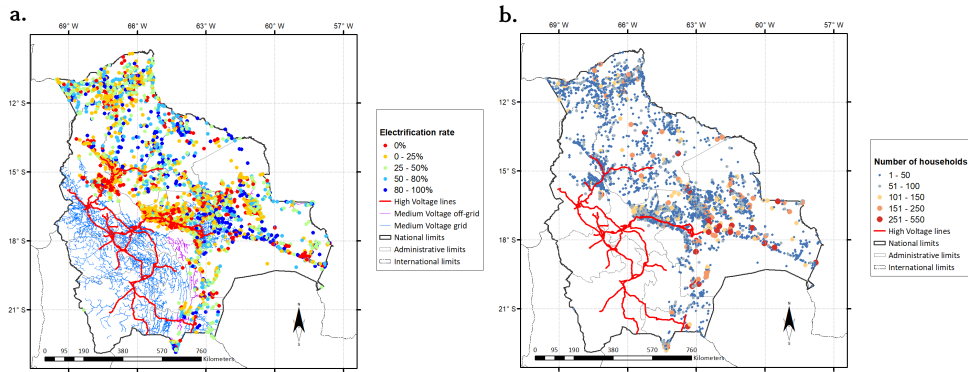 a.
69° W 66° W 63° W 60° W 57° W
12° S
15° S
18° S
21° S
N
S
0 95 190 380 570 760
Kilometers
Electrification rate
0%
0 - 25%
25 - 50%
50 - 80%
80 - 100%
High Voltage lines
Medium Voltage off-grid
Medium Voltage grid
National limits
Administrative limits
International limits
b.
69° W 66° W 63° W 60° W 57° W
12° S
15° S
18° S
21° S
N
S
0 95 190 380 570 760
Kilometers
Number of households
1 - 50
51 - 100
101 - 150
151 - 250
251 - 550
High Voltage lines
National limits
Administrative limits
International limits